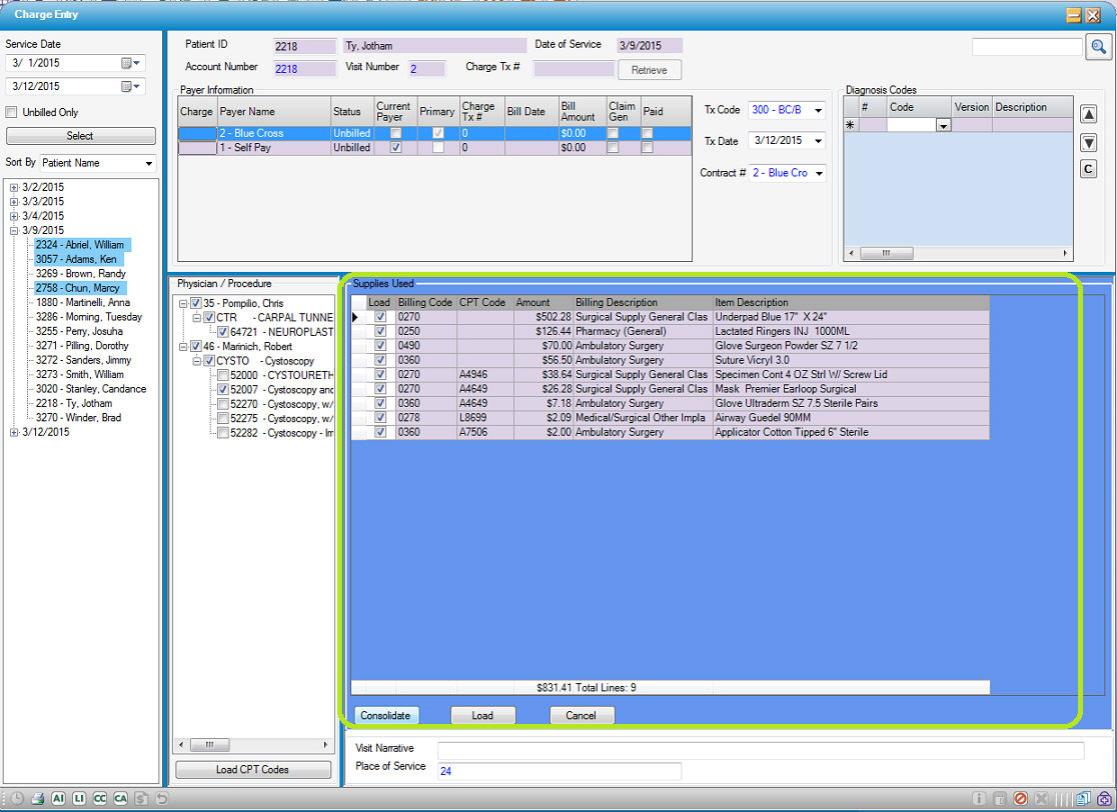 Charge Entry
Service Date
3/ 1/2015
3/12/2015
Unbilled Only
Select
Sort By Patient Name
3/2/2015
3/3/2015
3/4/2015
3/9/2015
2324 - Abriel, William
3057 - Adams, Ken
3269 - Brown, Randy
2758 - Chun, Marcy
1880 - Martinelli, Anna
3286 - Morning, Tuesday
3255 - Perry, Josuha
3271 - Pilling, Dorothy
3272 - Sanders, Jimmy
3273 - Smith, William
3020 - Stanley, Candance
2218 - Ty, Jotham
3270 - Winder, Brad
3/12/2015
Patient ID 2218 Ty, Jotham Date of Service 3/9/2015
Account Number 2218 Visit Number 2 Charge Tx # Retrieve
Payer Information
Charge Payer Name Status Current Payer Primary Charge Tx # Bill Date Bill Amount Claim Gen Paid
2 - Blue Cross Unbilled 0 $0.00
1 - Self Pay Unbilled 0 $0.00
Tx Code 300 - BC/B
Tx Date 3/12/2015
Contract # 2 - Blue Cro
Diagnosis Codes
# Code Version Description
C
Physician / Procedure
35 - Pompilio, Chris
CTR - CARPAL TUNNE
64721 - NEUROPLAST
46 - Marinich, Robert
CYSTO - Cystoscopy
52000 - CYSTOURETH
52007 - Cystoscopy and
52270 - Cystoscopy, w/
52275 - Cystoscopy, w/
52282 - Cystoscopy - Im
Load CPT Codes
Supplies Used
Load Billing Code CPT Code Amount Billing Description Item Description
0270 $502.28 Surgical Supply General Clas Underpad Blue 17" X 24"
0250 $126.44 Pharmacy (General) Lactated Ringers INJ 1000ML
0490 $70.00 Ambulatory Surgery Glove Surgeon Powder SZ 7 1/2
0360 $56.50 Ambulatory Surgery Suture Vicryl 3.0
0270 A4946 $38.64 Surgical Supply General Clas Specimen Cont 4 OZ Strl W/ Screw Lid
0270 A4649 $26.28 Surgical Supply General Clas Mask Premier Earloop Surgical
0360 A4649 $7.18 Ambulatory Surgery Glove Ultraderm SZ 7.5 Sterile Pairs
0278 L8699 $2.09 Medical/Surgical Other Impla Airway Guedel 90MM
0360 A7506 $2.00 Ambulatory Surgery Applicator Cotton Tipped 6" Sterile
$831.41 Total Lines: 9
Consolidate Load Cancel
Visit Narrative
Place of Service 24
AI LI CC CA